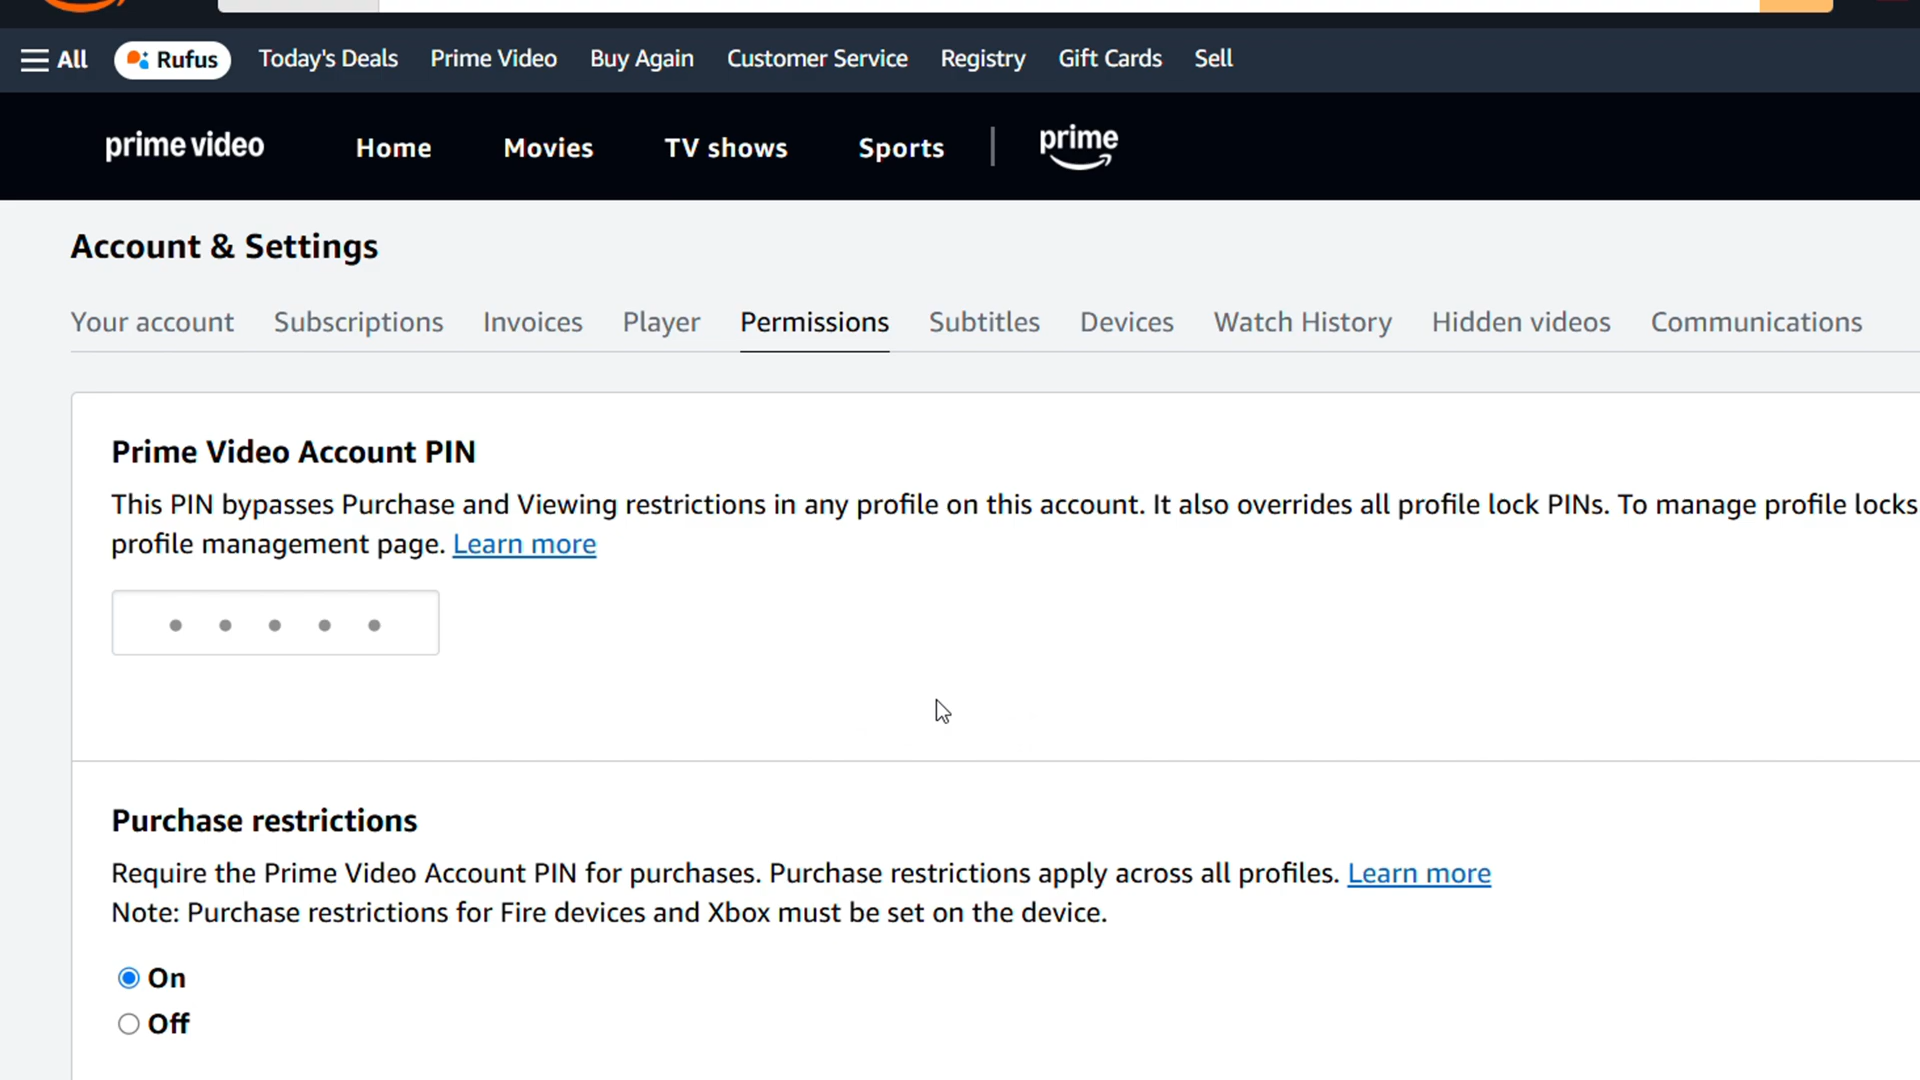 All Rufus Today's Deals Prime Video Buy Again Customer Service Registry Gift Cards Sell
prime video Home Movies TV shows Sports prime
Account & Settings
Your account Subscriptions Invoices Player Permissions Subtitles Devices Watch History Hidden videos Communications
Prime Video Account PIN
This PIN bypasses Purchase and Viewing restrictions in any profile on this account. It also overrides all profile lock PINs. To manage profile locks
profile management page. Learn more
Purchase restrictions
Require the Prime Video Account PIN for purchases. Purchase restrictions apply across all profiles. Learn more
Note: Purchase restrictions for Fire devices and Xbox must be set on the device.
On
Off